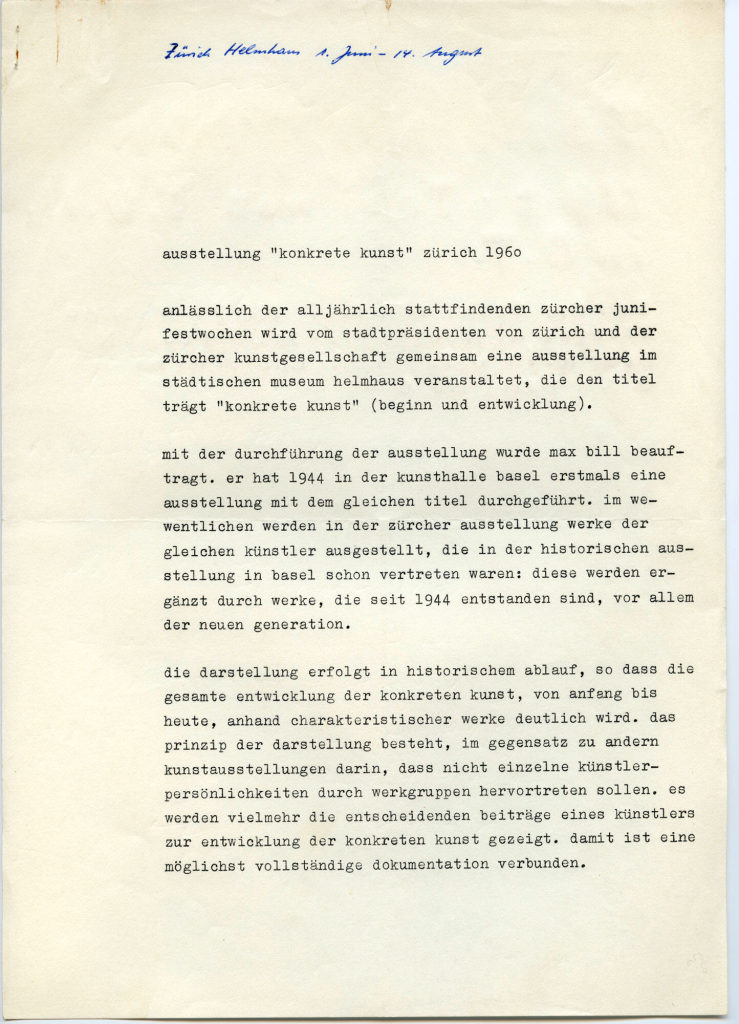 Zürich Helmhaus 1. Juni – 14. August
ausstellung "konkrete kunst" zürich 1960
anlässlich der alljährlich stattfindenden zürcher juni-
festwochen wird vom stadtpräsidenten von zürich und der
zürcher kunstgesellschaft gemeinsam eine ausstellung im
städtischen museum helmhaus veranstaltet, die den titel
trägt "konkrete kunst" (beginn und entwicklung).
mit der durchführung der ausstellung wurde max bill beauf-
tragt. er hat 1944 in der kunsthalle basel erstmals eine
ausstellung mit dem gleichen titel durchgeführt. im we-
wentlichen werden in der zürcher ausstellung werke der
gleichen künstler ausgestellt, die in der historischen aus-
stellung in basel schon vertreten waren: diese werden er-
gänzt durch werke, die seit 1944 entstanden sind, vor allem
der neuen generation.
die darstellung erfolgt in historischem ablauf, so dass die
gesamte entwicklung der konkreten kunst, von anfang bis
heute, anhand charakteristischer werke deutlich wird. das
prinzip der darstellung besteht, im gegensatz zu andern
kunstausstellungen darin, dass nicht einzelne künstler-
persönlichkeiten durch werkgruppen hervortreten sollen. es
werden vielmehr die entscheidenden beiträge eines künstlers
zur entwicklung der konkreten kunst gezeigt. damit ist eine
möglichst vollständige dokumentation verbunden.